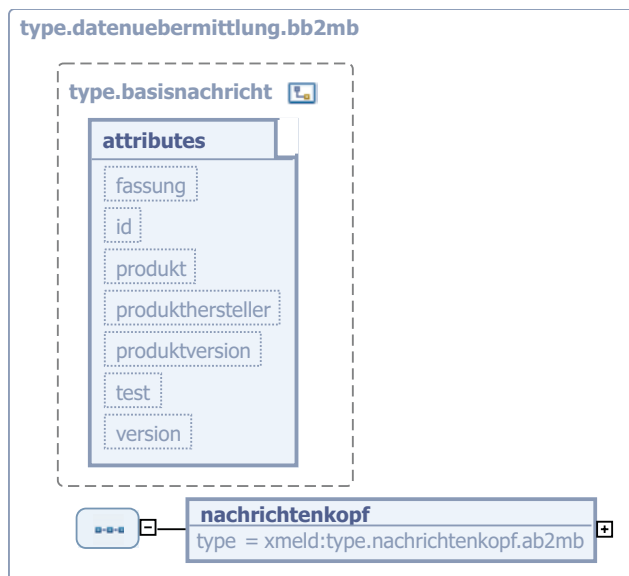 type.datenuebermittlung.bb2mb
type.basisnachricht
attributes
fassung
id
produkt
produkthersteller
produktversion
test
version
nachrichtenkopf
type = xmeld:type.nachrichtenkopf.ab2mb